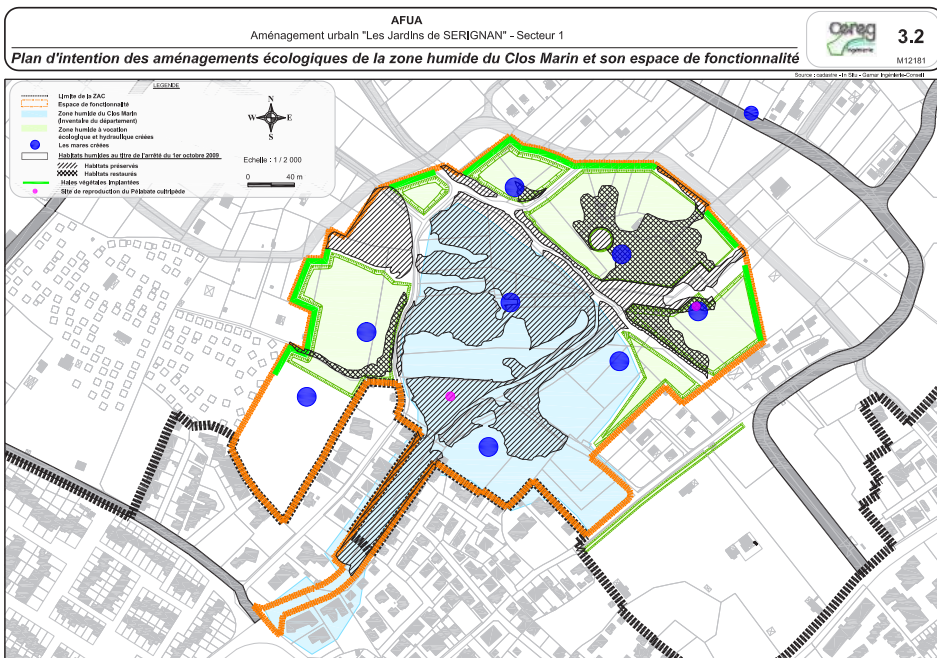 AFUA
Aménagement urbain "Les Jardins de SERIGNAN" - Secteur 1
Plan d'intention des aménagements écologiques de la zone humide du Clos Marin et son espace de fonctionnalité
Cereg
Ingénierie
3.2
M12181
Source : cadastre - In Situ - Gamar Ingénierie-Conseil
LEGENDE
Limite de la ZAC
Espace de fonctionnalité
Zone humide du Clos Marin
(Inventaire du département)
Zone humide à vocation
écologique et hydraulique créées
Les mares créées
Habitats humides au titre de l'arrêté du 1er octobre 2009
Habitats préservés
Habitats restaurés
Haies végétales implantées
Site de reproduction du Pélobate cultripède
N
W E
S
Echelle : 1 / 2 000
0 40 m